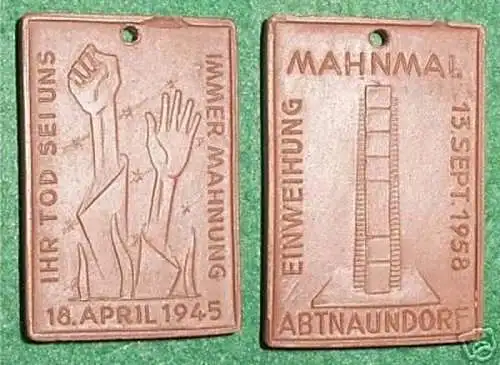 IHR TOD SEI UNS
IMMER MAHNUNG
18. APRIL 1945
MAHNMAL
EINWEIHUNG
13. SEPT. 1958
ABTNAUNDORF